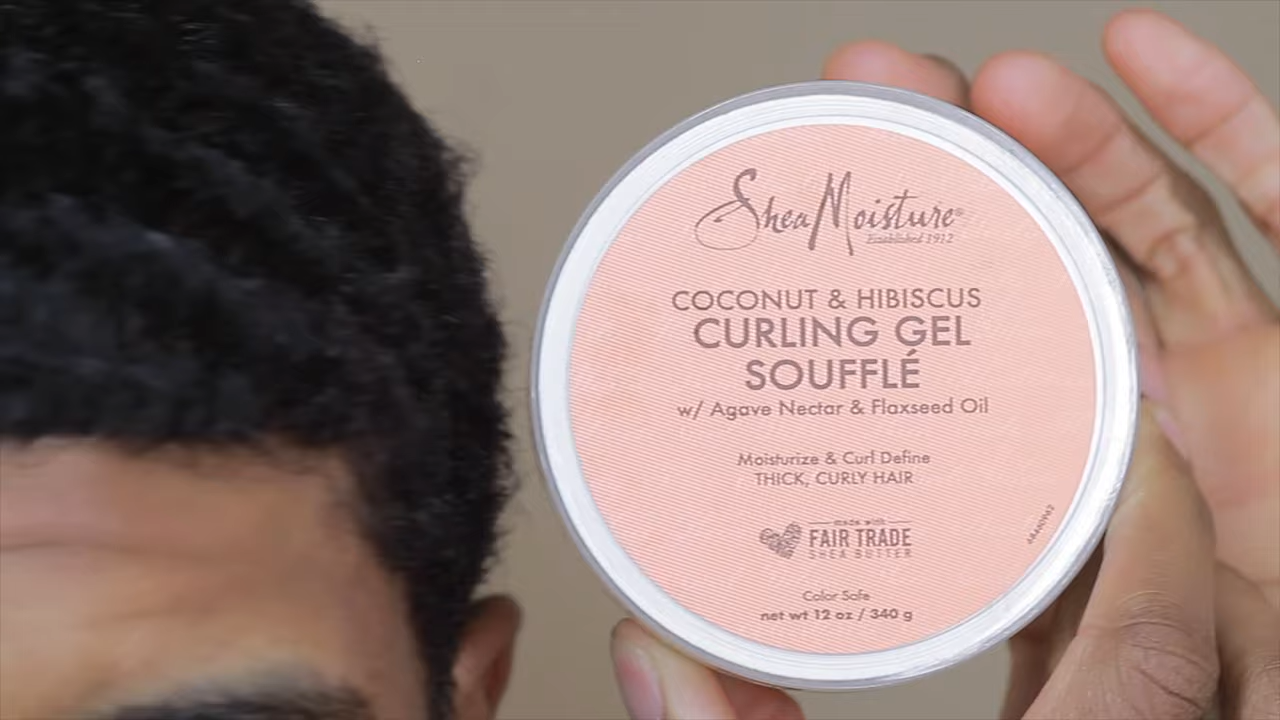 SheaMoisture®
Established 1912
COCONUT & HIBISCUS
CURLING GEL
SOUFFLÉ
w/ Agave Nectar & Flaxseed Oil
Moisturize & Curl Define
THICK, CURLY HAIR
made with
FAIR TRADE
SHEA BUTTER
Color Safe
net wt 12 oz / 340 g